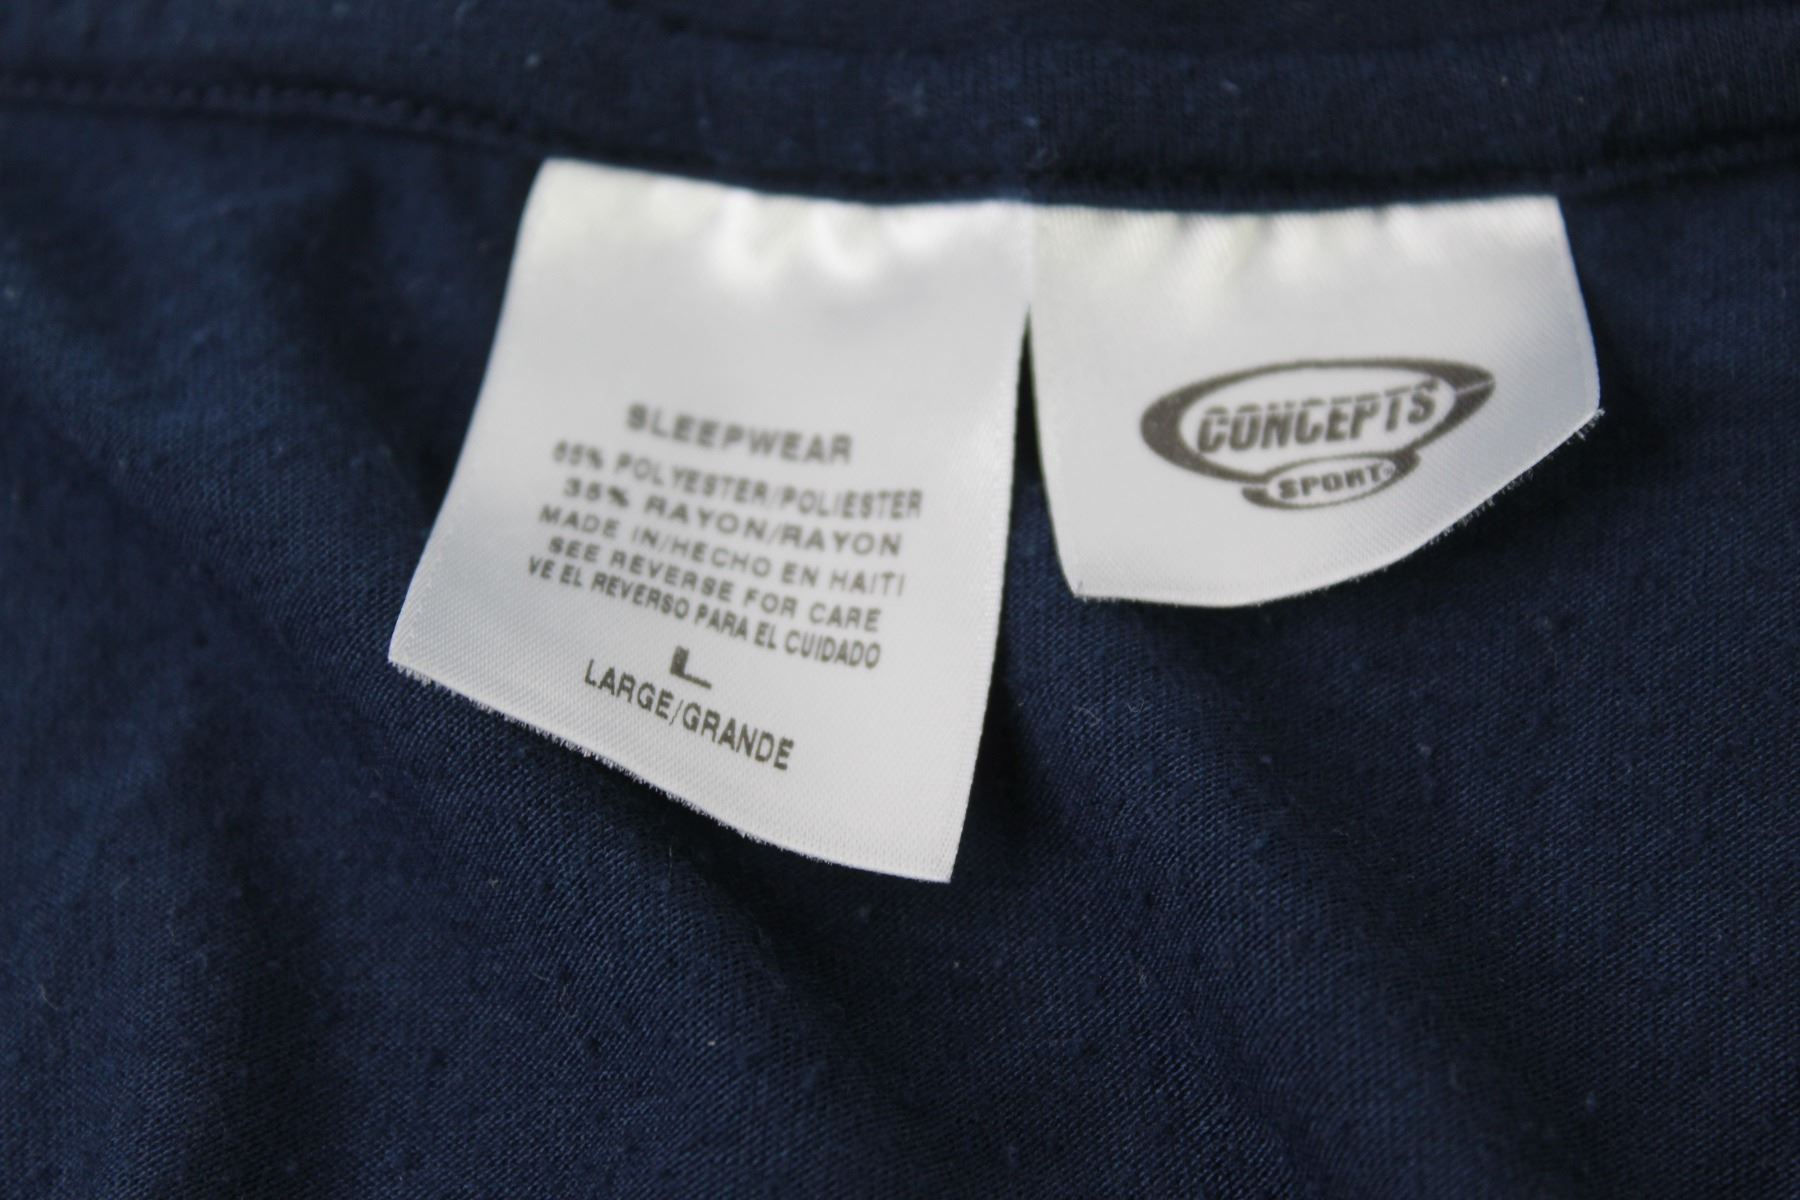 SLEEPWEAR
65% POLYESTER/POLIESTER
35% RAYON/RAYON
MADE IN/HECHO EN HAITI
SEE REVERSE FOR CARE
VE EL REVERSO PARA EL CUIDADO
L
LARGE/GRANDE
CONCEPTS
SPORT